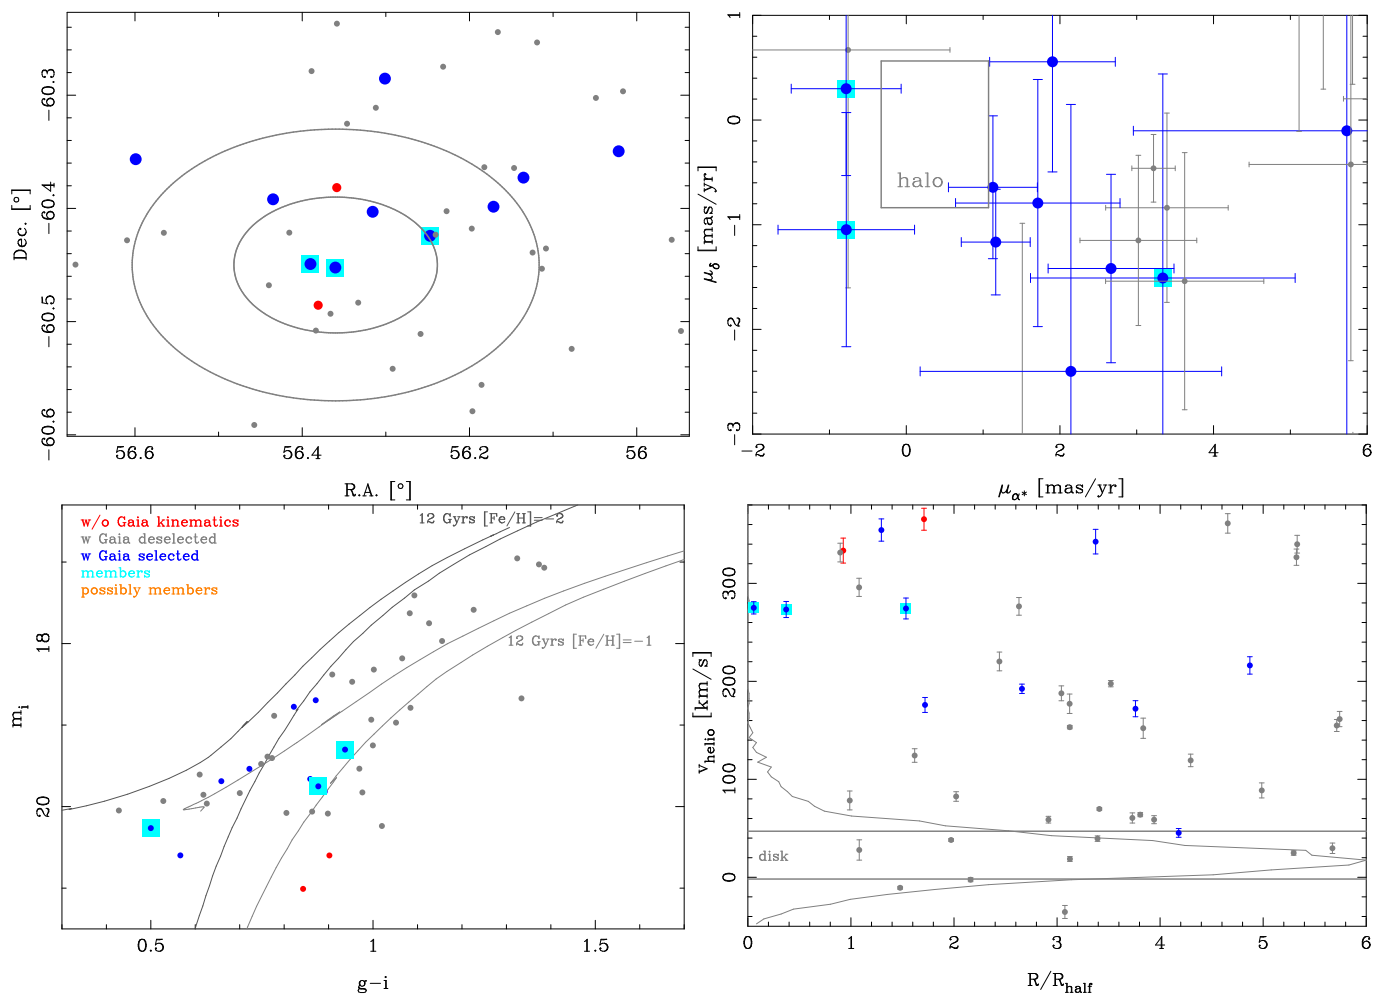 Dec. [°]
−60.3
−60.4
−60.5
−60.6
56.6
56.4
56.2
56
R.A. [°]
μδ [mas/yr]
1
0
−1
−2
−3
halo
−2
0
2
4
6
μα* [mas/yr]
mi
18
20
w/o Gaia kinematics
w Gaia deselected
w Gaia selected
members
possibly members
12 Gyrs [Fe/H]=−2
12 Gyrs [Fe/H]=−1
0.5
1
1.5
g−i
vhelio [km/s]
300
200
100
0
disk
0
1
2
3
4
5
6
R/Rhalf